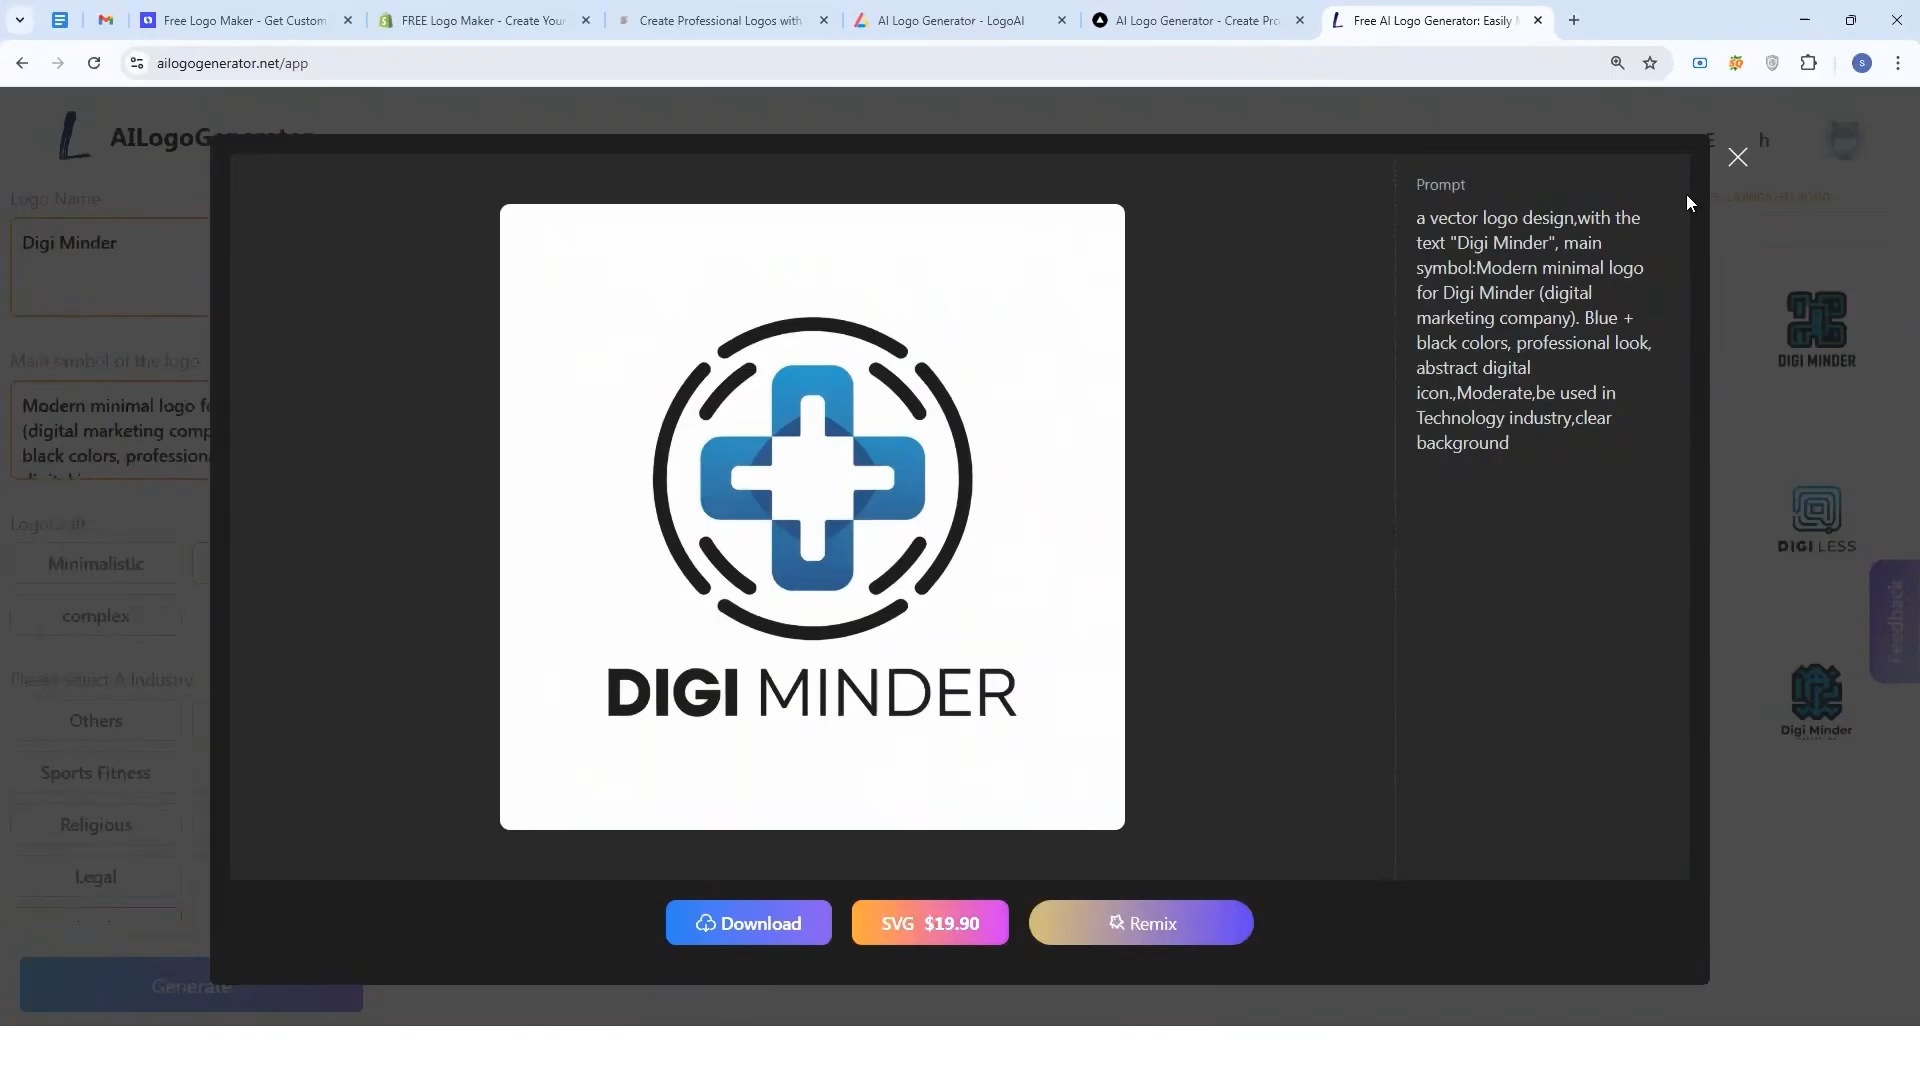 Free Logo Maker - Get Custom
FREE Logo Maker - Create Your
Create Professional Logos with
AI Logo Generator - LogoAI
AI Logo Generator - Create Pro
Free AI Logo Generator: Easily M
ailogogenerator.net/app
S
AILogoGenerator
h
Logo Name
Digi Minder
Main symbol of the logo
Modern minimal logo fo
(digital marketing comp
black colors, profession
Minimalistic
complex
Please Select A Industry
Others
Sports Fitness
Religious
Legal
Generate
DIGI MINDER
Prompt
a vector logo design,with the
text "Digi Minder", main
symbol:Modern minimal logo
for Digi Minder (digital
marketing company). Blue +
black colors, professional look,
abstract digital
icon.,Moderate,be used in
Technology industry,clear
background
Download
SVG $19.90
Remix
DIGI MINDER
DIGI LESS
Digi Minder
Feedback